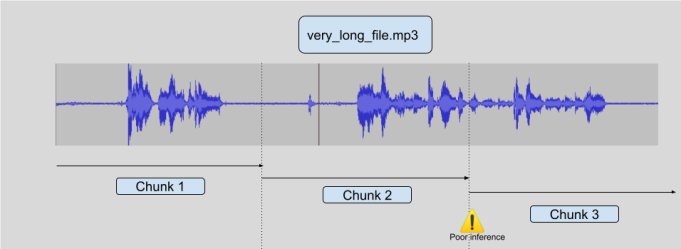 very_long_file.mp3
Chunk 1
Chunk 2
Chunk 3
Poor inference